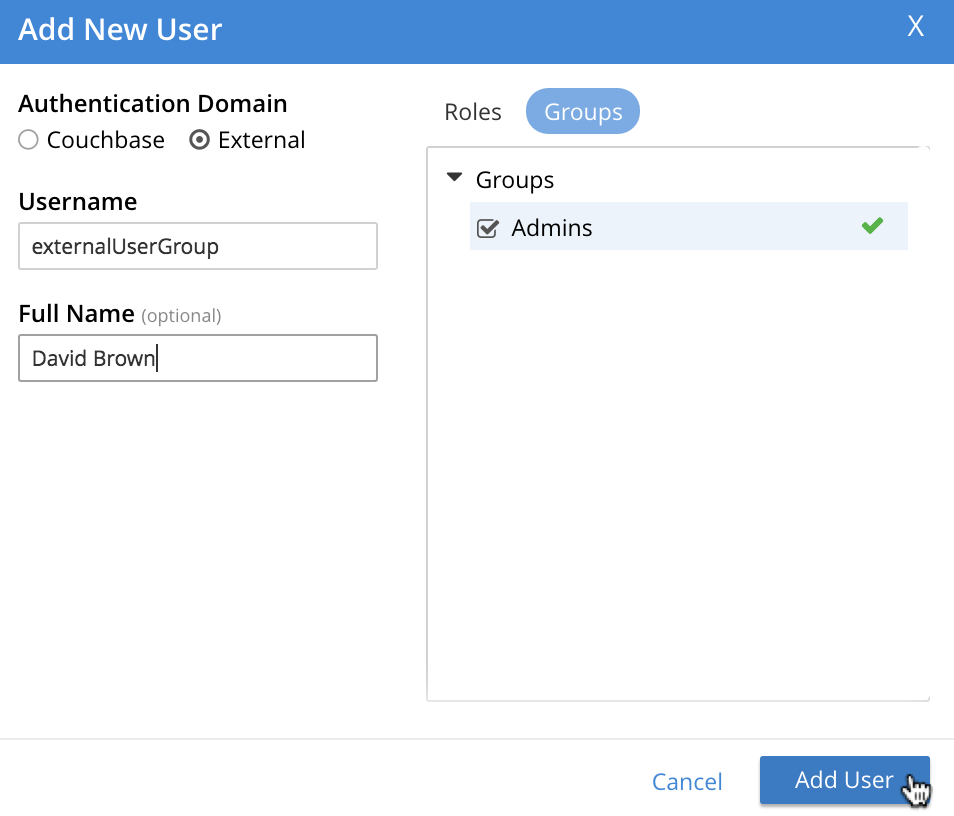 Add New User X
Authentication Domain
Couchbase External
Username
externalUserGroup
Full Name (optional)
David Brown
Roles Groups
Groups
Admins
Cancel Add User